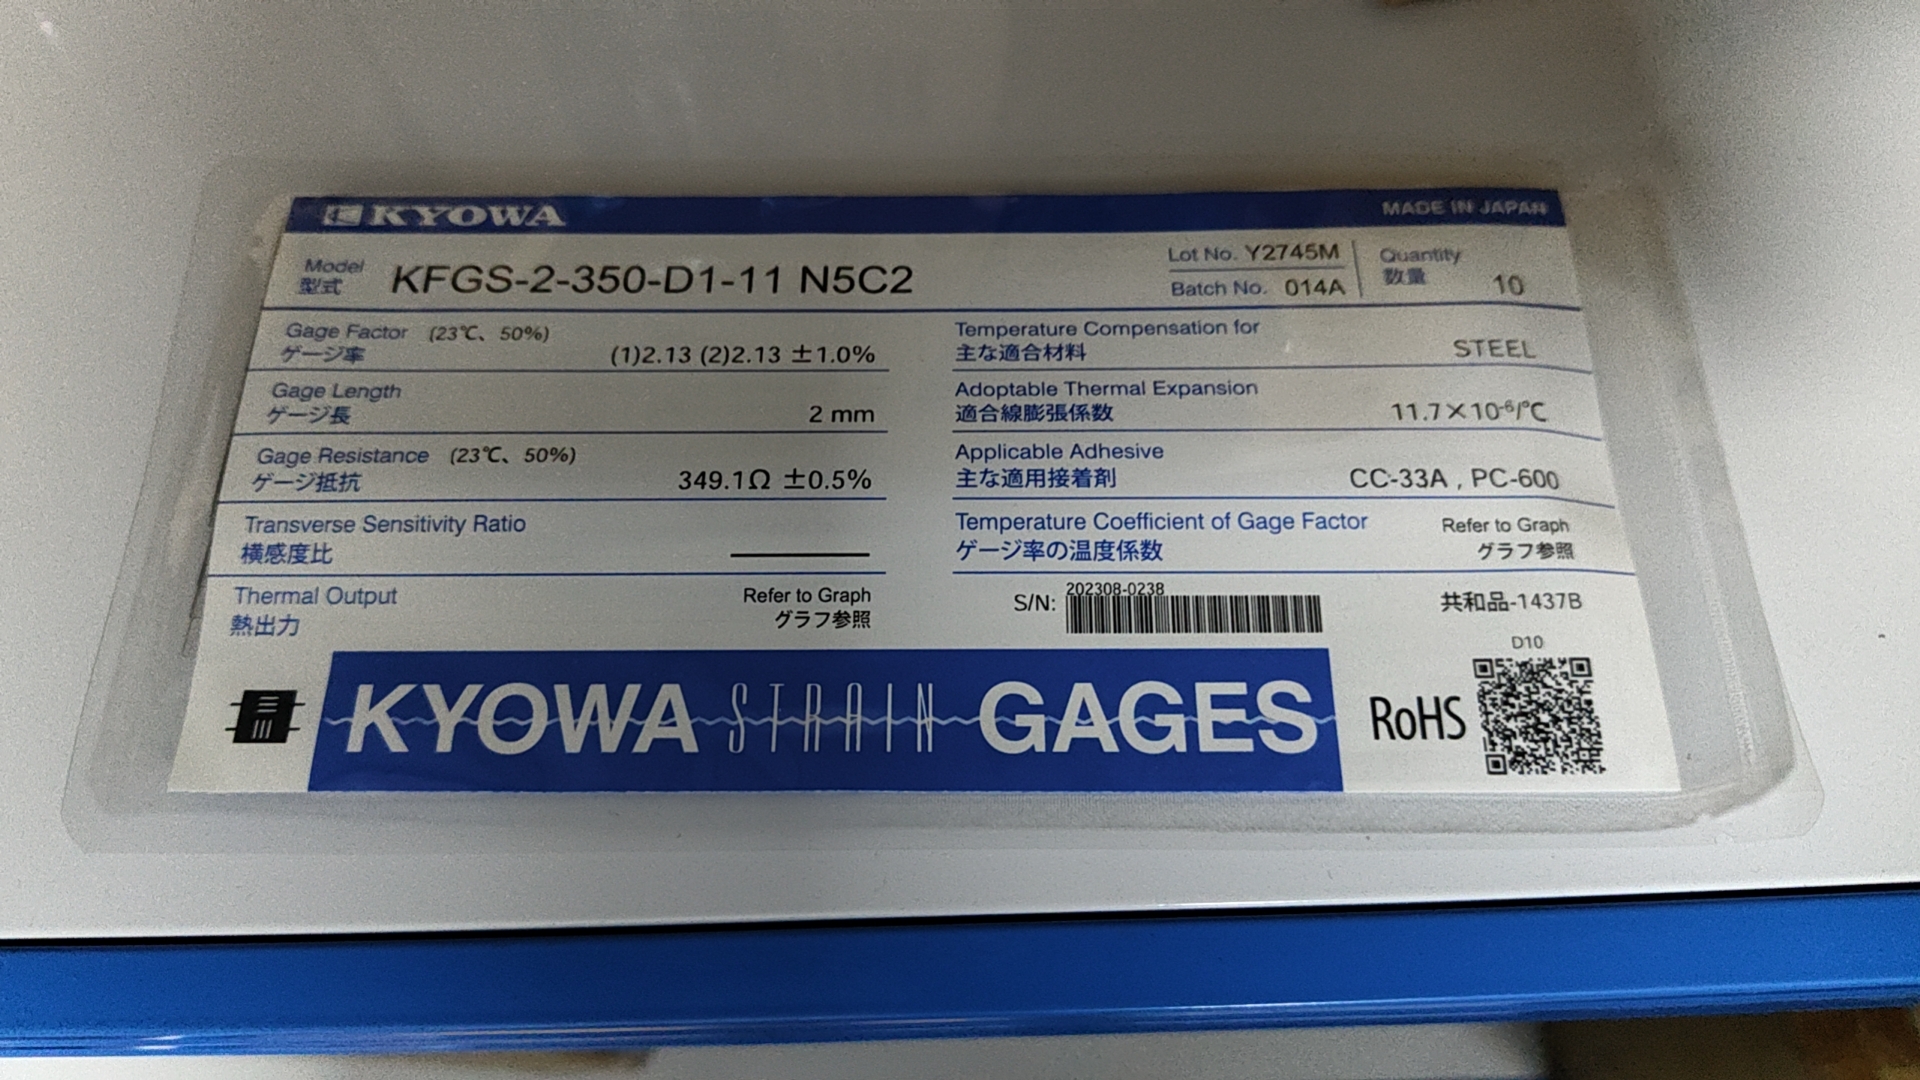 KYOWA MADE IN JAPAN
Model
型式
KFGS-2-350-D1-11 N5C2
Lot No. Y2745M
Batch No. 014A
Quantity
数量
10
Gage Factor (23℃、50%)
ゲージ率
(1)2.13 (2)2.13 ±1.0%
Temperature Compensation for
主な適合材料
STEEL
Gage Length
ゲージ長
2 mm
Adoptable Thermal Expansion
適合線膨張係数
11.7×10⁻⁶/℃
Gage Resistance (23℃、50%)
ゲージ抵抗
349.1Ω ±0.5%
Applicable Adhesive
主な適用接着剤
CC-33A , PC-600
Transverse Sensitivity Ratio
横感度比
Temperature Coefficient of Gage Factor
ゲージ率の温度係数
Refer to Graph
グラフ参照
Thermal Output
熱出力
Refer to Graph
グラフ参照
S/N: 202308-0238
共和品-1437B
D10
KYOWA STRAIN GAGES
RoHS